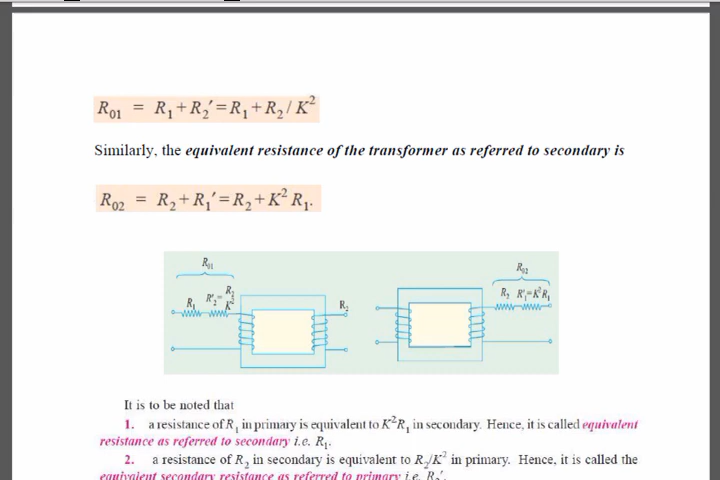 R₀₁ = R₁ + R₂′ = R₁ + R₂ / K²
Similarly, the equivalent resistance of the transformer as referred to secondary is
R₀₂ = R₂ + R₁′ = R₂ + K² R₁.
R₀₁
R₁ R′₂ = R₂/K²
R₂
R₀₂
R₂ R′₁=K²R₁
It is to be noted that
1. a resistance of R₁ in primary is equivalent to K²R₁ in secondary. Hence, it is called equivalent
resistance as referred to secondary i.e. R₁.
2. a resistance of R₂ in secondary is equivalent to R₂/K² in primary. Hence, it is called the
equivalent secondary resistance as referred to primary i.e. R₂′.